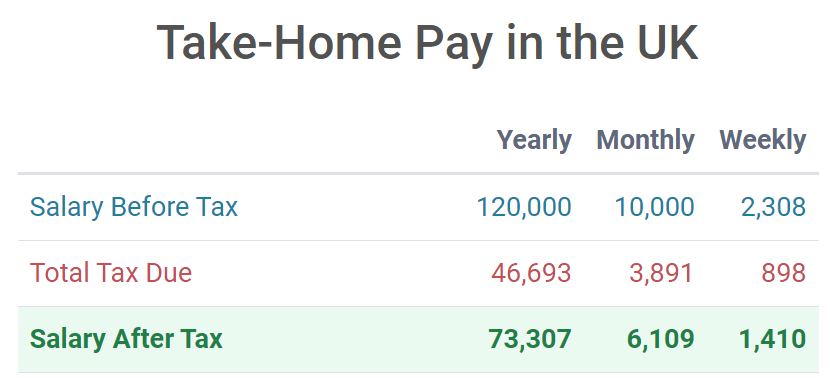 Take-Home Pay in the UK
Yearly Monthly Weekly
Salary Before Tax 120,000 10,000 2,308
Total Tax Due 46,693 3,891 898
Salary After Tax 73,307 6,109 1,410